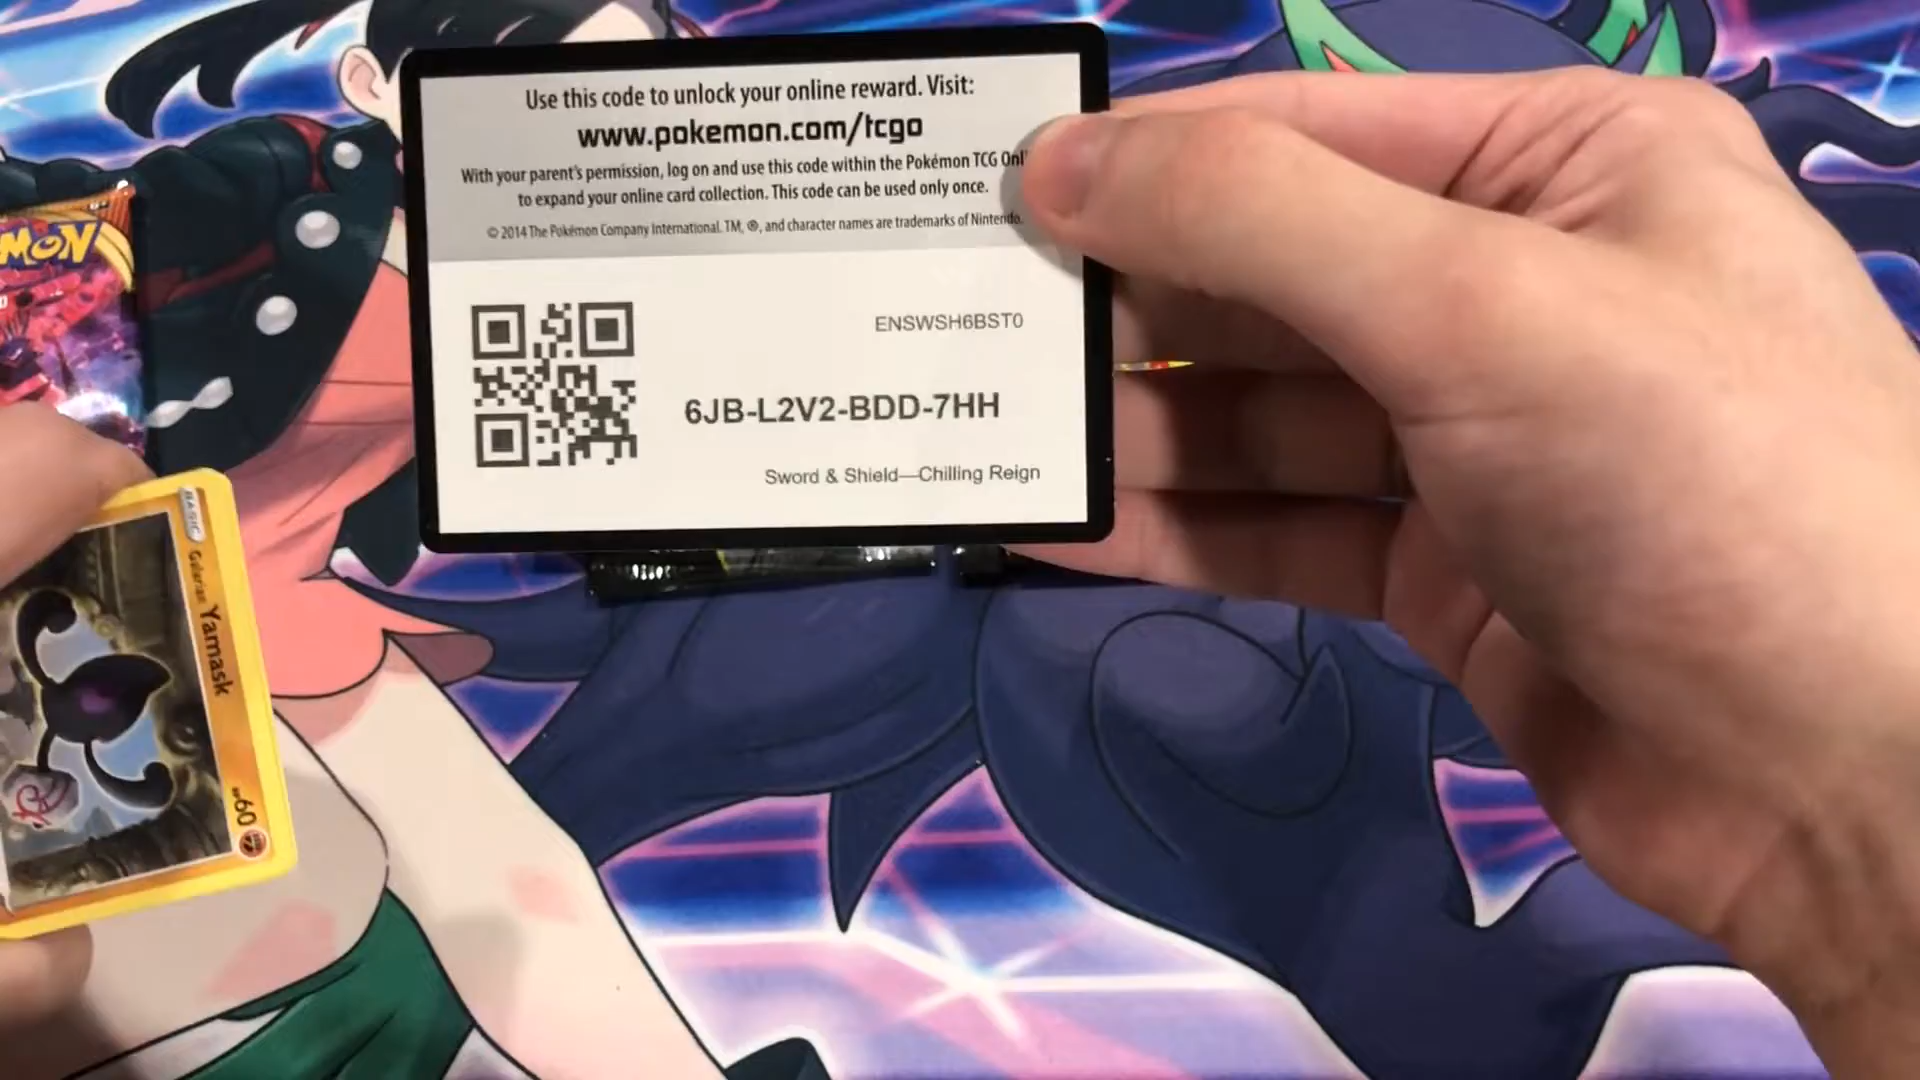 Use this code to unlock your online reward. Visit:
www.pokemon.com/tcgo
With your parent's permission, log on and use this code within the Pokémon TCG Onl
to expand your online card collection. This code can be used only once.
© 2014 The Pokémon Company International. TM, ®, and character names are trademarks of Nintendo.
ENSWSH6BST0
6JB-L2V2-BDD-7HH
Sword & Shield—Chilling Reign
MON
BASIC
Galarian Yamask
HP60